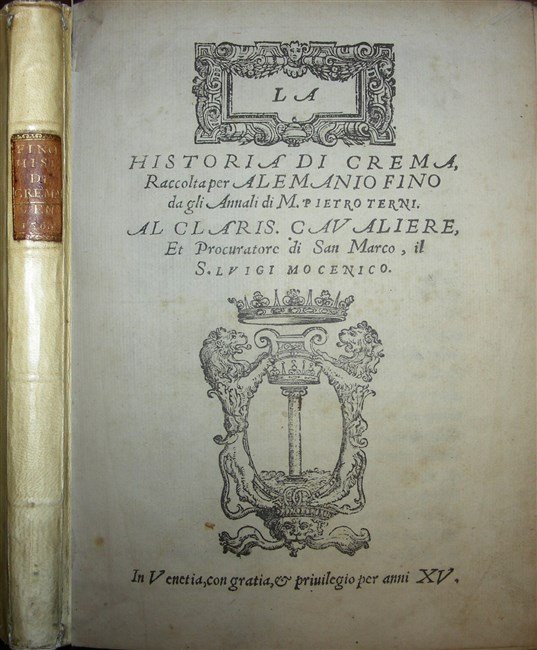 FINO
HIST
DI
CREMA
VEN
LA
HISTORIA DI CREMA,
Raccolta per ALEMANIO FINO
da gli Annali di M. PIETRO TERNI.
AL CLARIS. CAVALIERE,
Et Procuratore di San Marco, il
S. LVIGI MOCENICO.
In Venetia, con gratia, & priuilegio per anni XV.